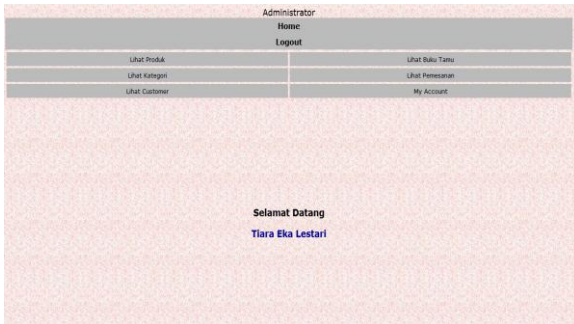 Administrator
Home
Logout
Lihat Produk Lihat Buku Tamu
Lihat Kategori Lihat Pemesanan
Lihat Customer My Account
Selamat Datang
Tiara Eka Lestari